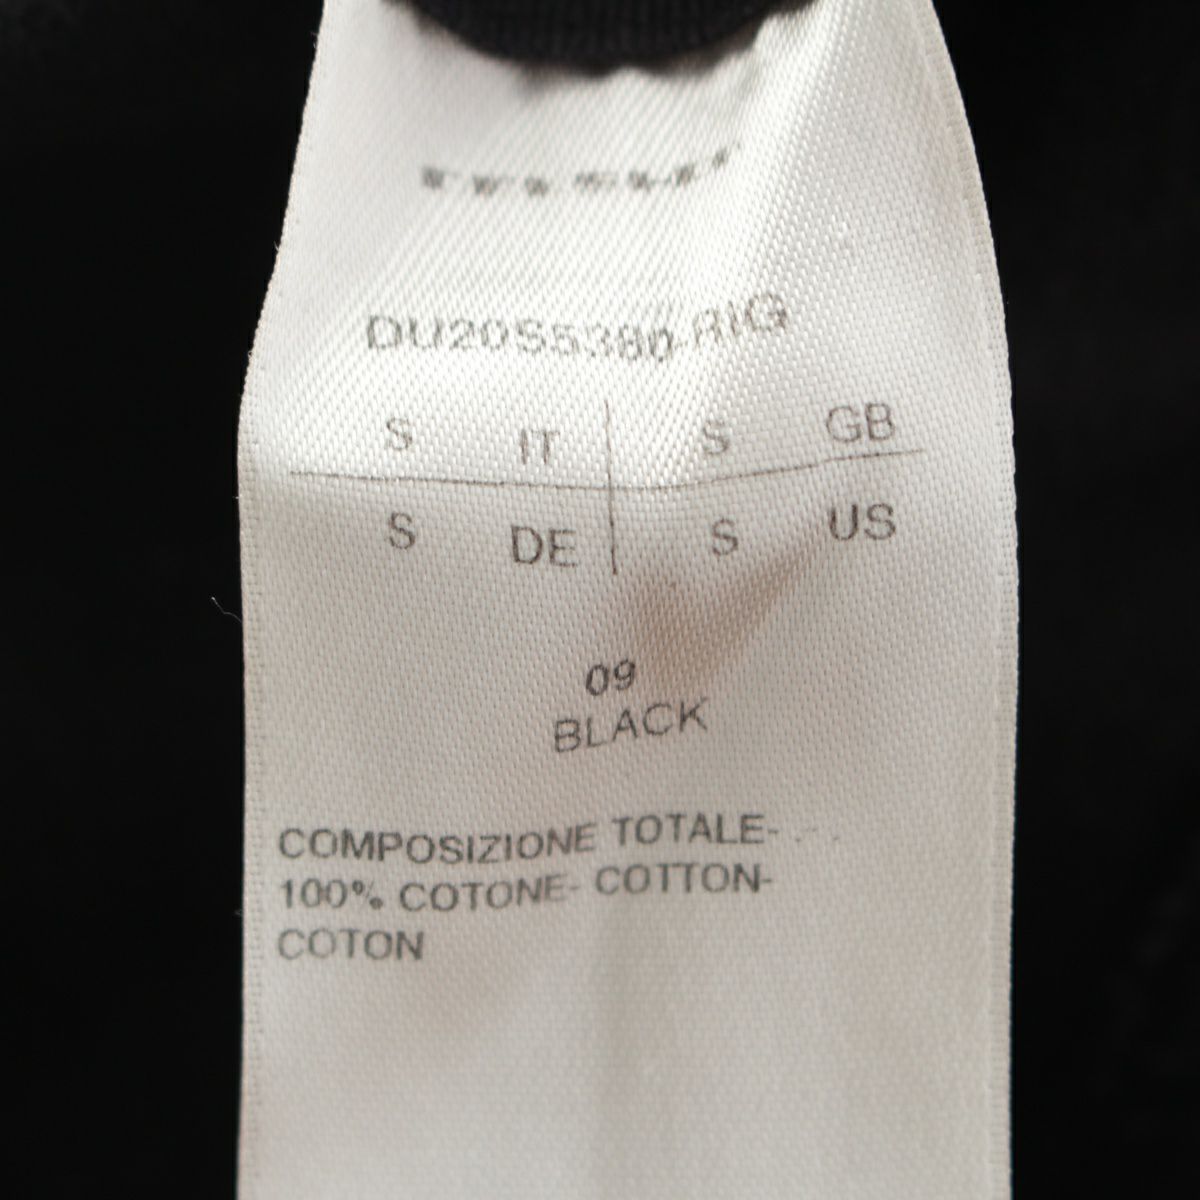 DU20S5380-RIG
S IT S GB
S DE S US
09
BLACK
COMPOSIZIONE TOTALE-
100% COTONE- COTTON-
COTON